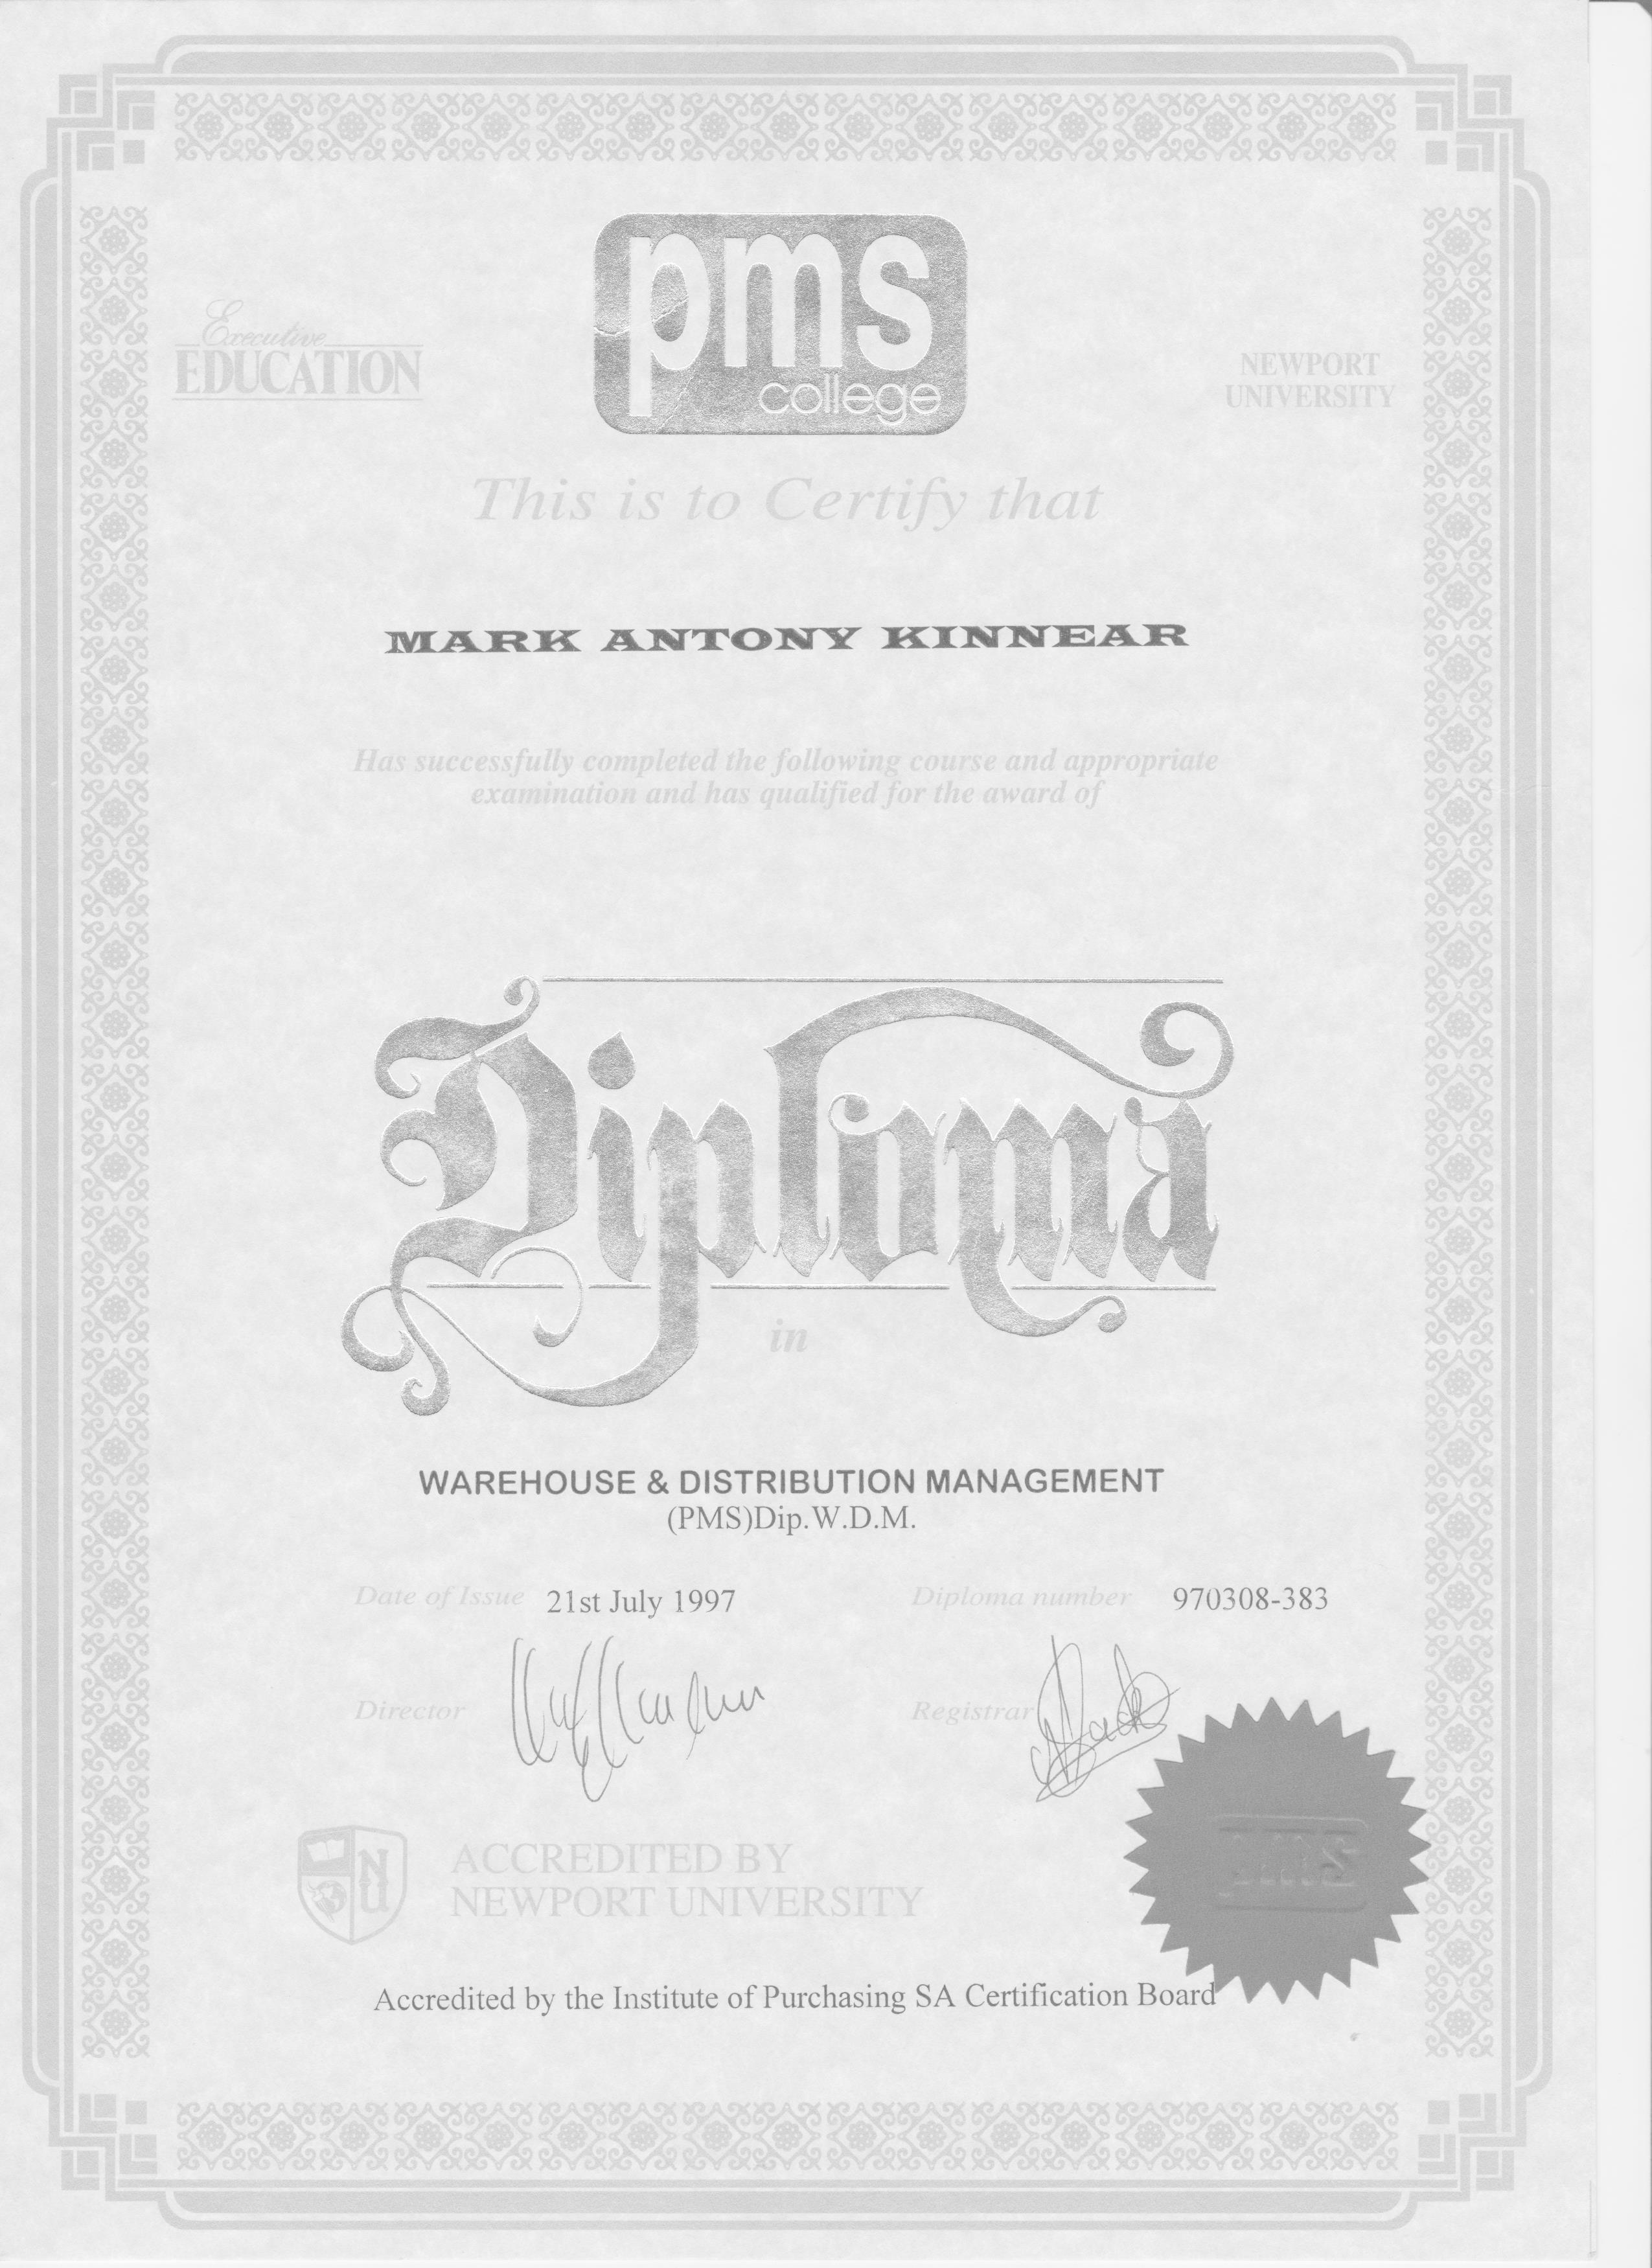 pms
college
Executive
EDUCATION
NEWPORT
UNIVERSITY
This is to Certify that
MARK ANTONY KINNEAR
Has successfully completed the following course and appropriate
examination and has qualified for the award of
Diploma
in
WAREHOUSE & DISTRIBUTION MANAGEMENT
(PMS)Dip.W.D.M.
Date of Issue 21st July 1997
Diploma number 970308-383
Director
Registrar
NU
ACCREDITED BY
NEWPORT UNIVERSITY
pms
Accredited by the Institute of Purchasing SA Certification Board